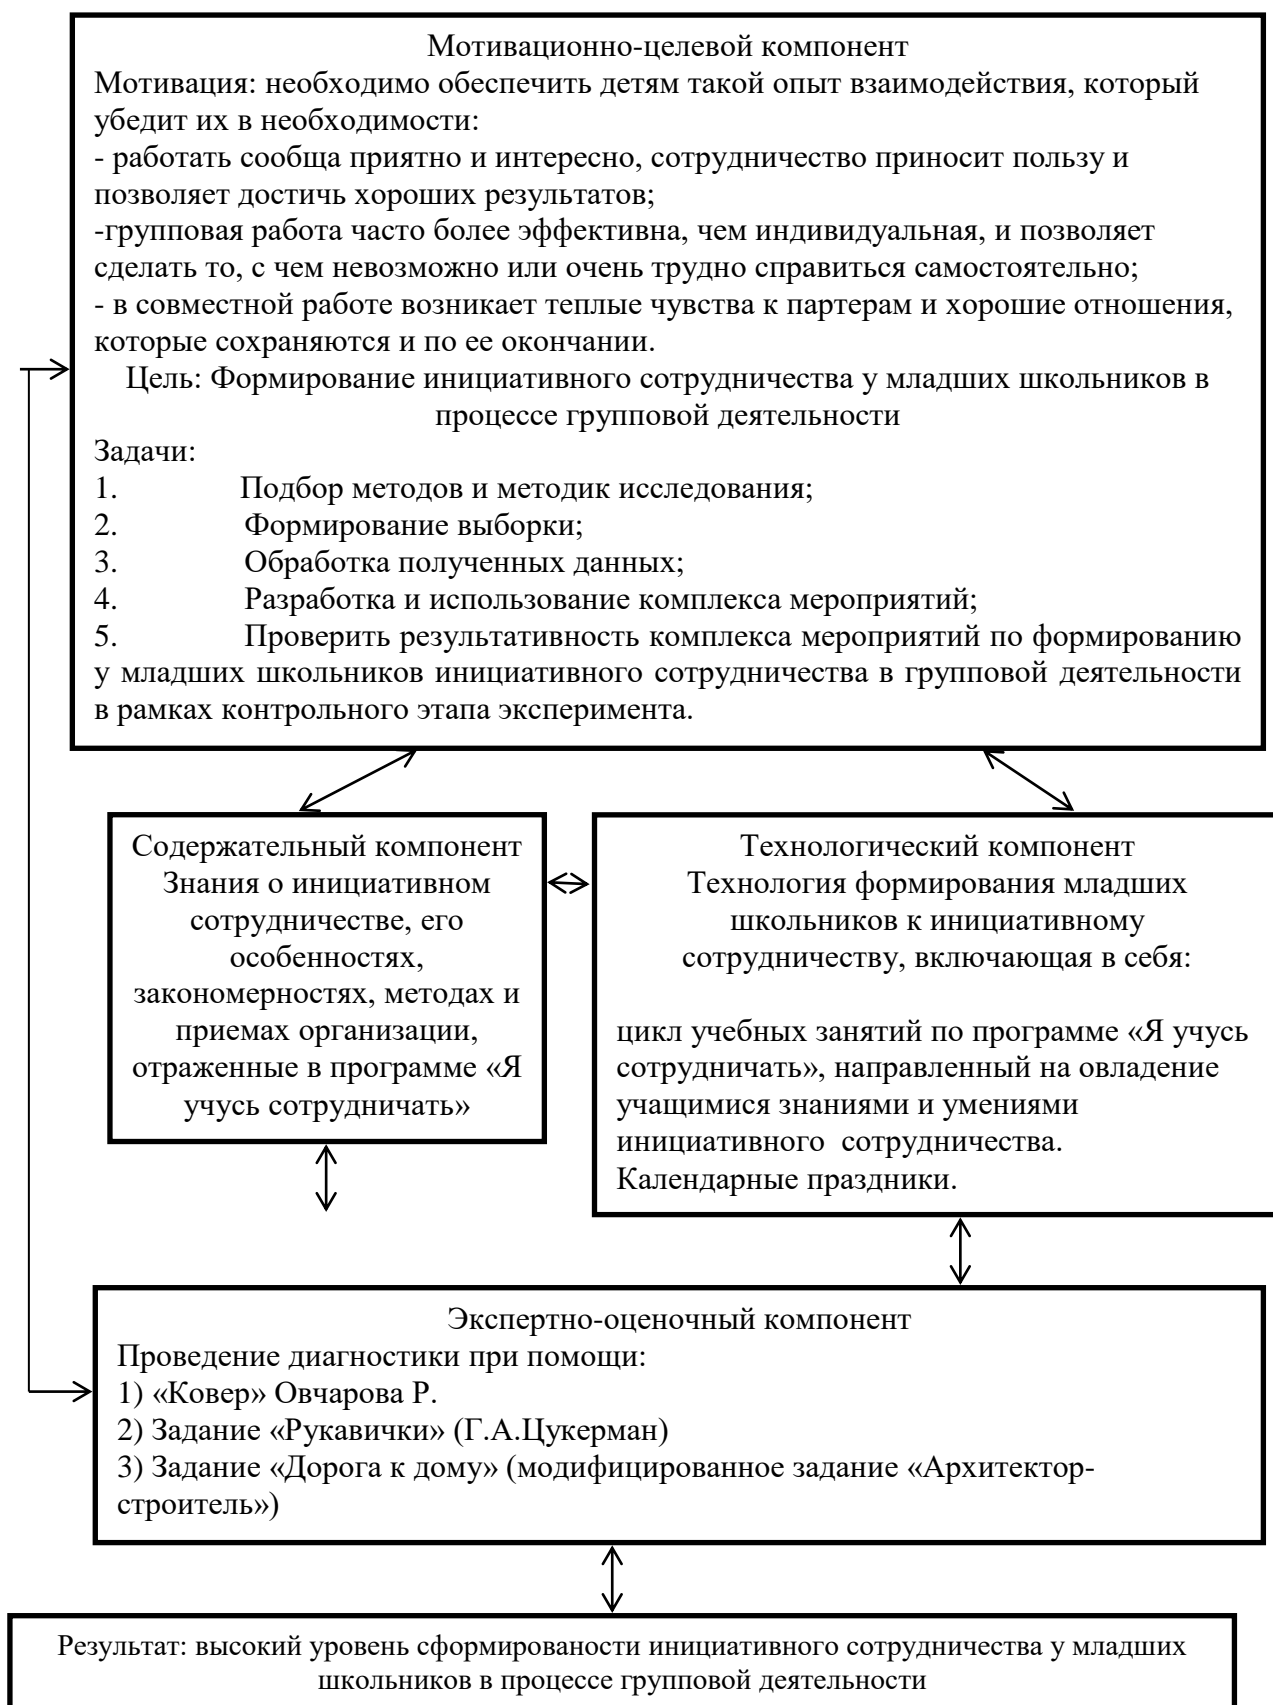 Мотивационно-целевой компонент
Мотивация: необходимо обеспечить детям такой опыт взаимодействия, который
убедит их в необходимости:
- работать сообща приятно и интересно, сотрудничество приносит пользу и
позволяет достичь хороших результатов;
-групповая работа часто более эффективна, чем индивидуальная, и позволяет
сделать то, с чем невозможно или очень трудно справиться самостоятельно;
- в совместной работе возникает теплые чувства к партерам и хорошие отношения,
которые сохраняются и по ее окончании.
Цель: Формирование инициативного сотрудничества у младших школьников в
процессе групповой деятельности
Задачи:
1. Подбор методов и методик исследования;
2. Формирование выборки;
3. Обработка полученных данных;
4. Разработка и использование комплекса мероприятий;
5. Проверить результативность комплекса мероприятий по формированию
у младших школьников инициативного сотрудничества в групповой деятельности
в рамках контрольного этапа эксперимента.
Содержательный компонент
Знания о инициативном
сотрудничестве, его
особенностях,
закономерностях, методах и
приемах организации,
отраженные в программе «Я
учусь сотрудничать»
Технологический компонент
Технология формирования младших
школьников к инициативному
сотрудничеству, включающая в себя:
цикл учебных занятий по программе «Я учусь
сотрудничать», направленный на овладение
учащимися знаниями и умениями
инициативного  сотрудничества.
Календарные праздники.
Экспертно-оценочный компонент
Проведение диагностики при помощи:
1) «Ковер» Овчарова Р.
2) Задание «Рукавички» (Г.А.Цукерман)
3) Задание «Дорога к дому» (модифицированное задание «Архитектор-
строитель»)
Результат: высокий уровень сформированости инициативного сотрудничества у младших
школьников в процессе групповой деятельности